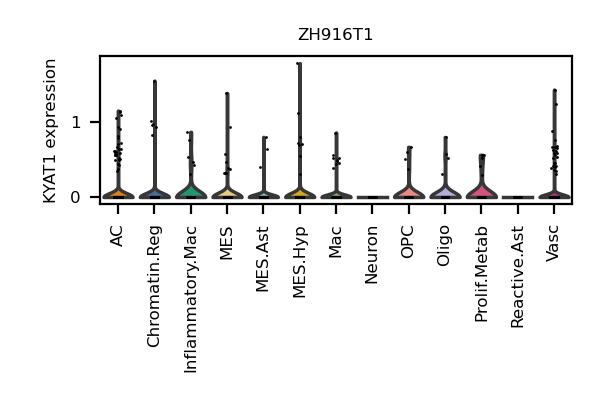 ZH916T1
KYAT1 expression
1
0
AC
Chromatin.Reg
Inflammatory.Mac
MES
MES.Ast
MES.Hyp
Mac
Neuron
OPC
Oligo
Prolif.Metab
Reactive.Ast
Vasc